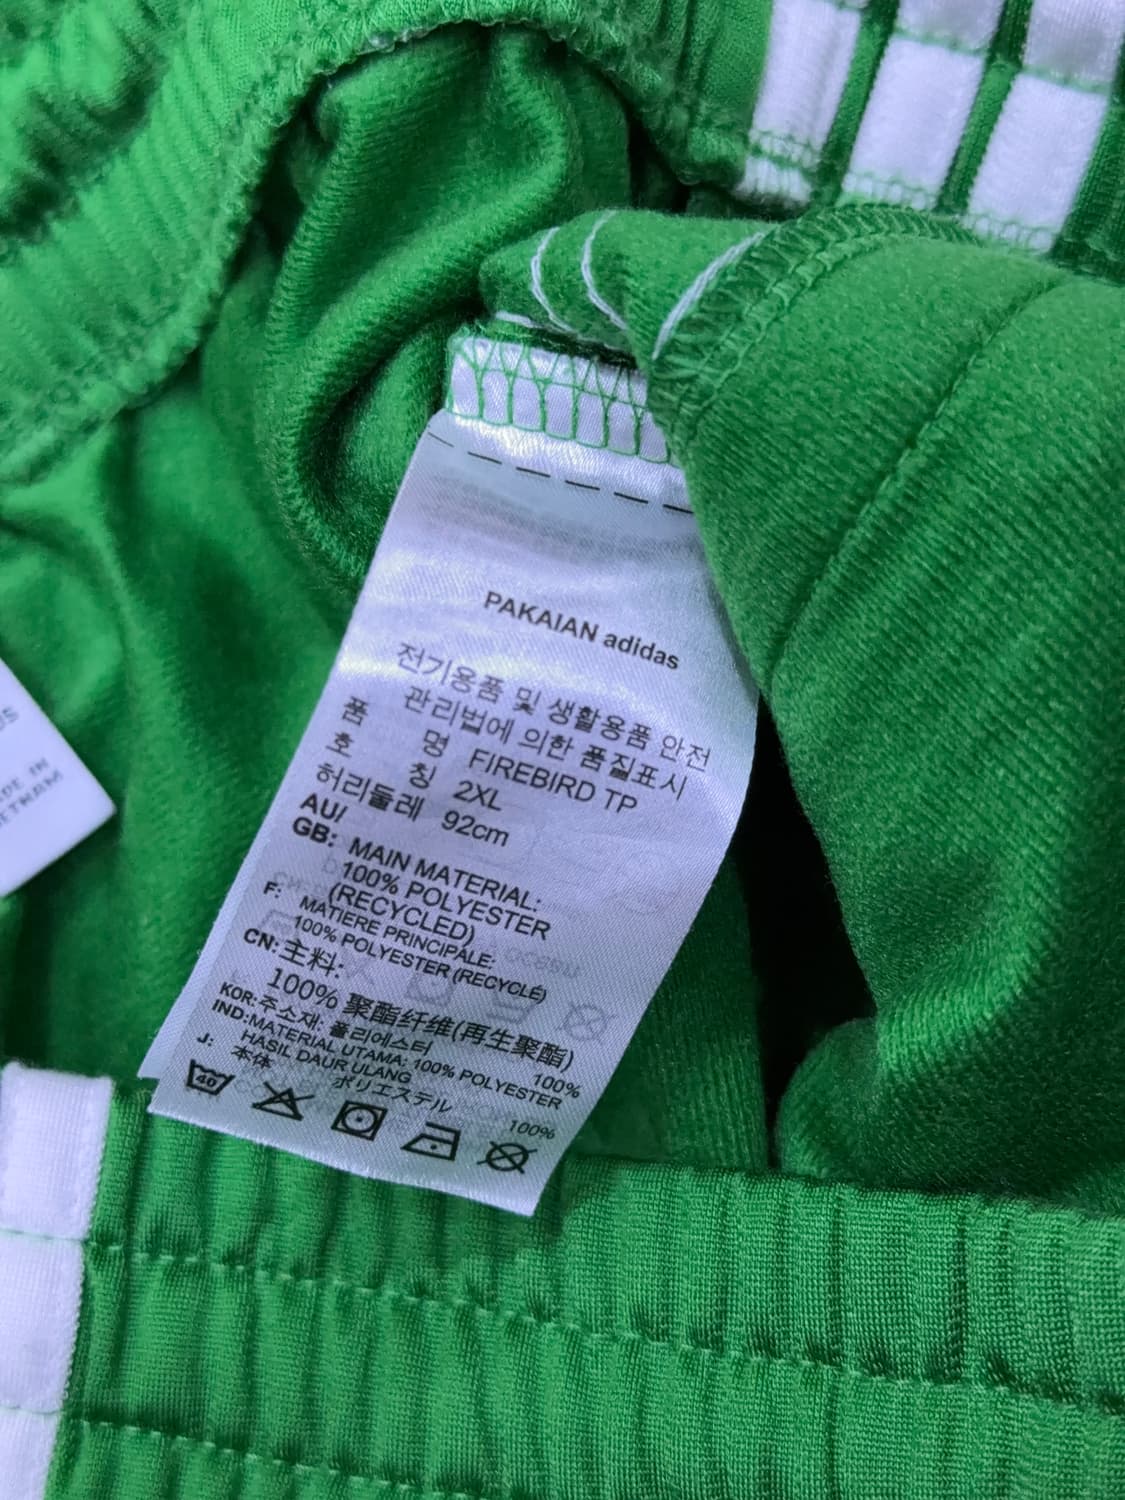 PAKAIAN adidas
전기용품 및 생활용품 안전
관리법에 의한 품질표시
품 명 FIREBIRD TP
호 칭 2XL
허리둘레 92cm
AU/
GB: MAIN MATERIAL:
100% POLYESTER
(RECYCLED)
F: MATIERE PRINCIPALE:
100% POLYESTER (RECYCLÉ)
CN: 主料:
100% 聚酯纤维(再生聚酯)
KOR: 주소재: 폴리에스터 100%
IND: MATERIAL UTAMA: 100% POLYESTER
HASIL DAUR ULANG
J: 本体
ポリエステル 100%
40